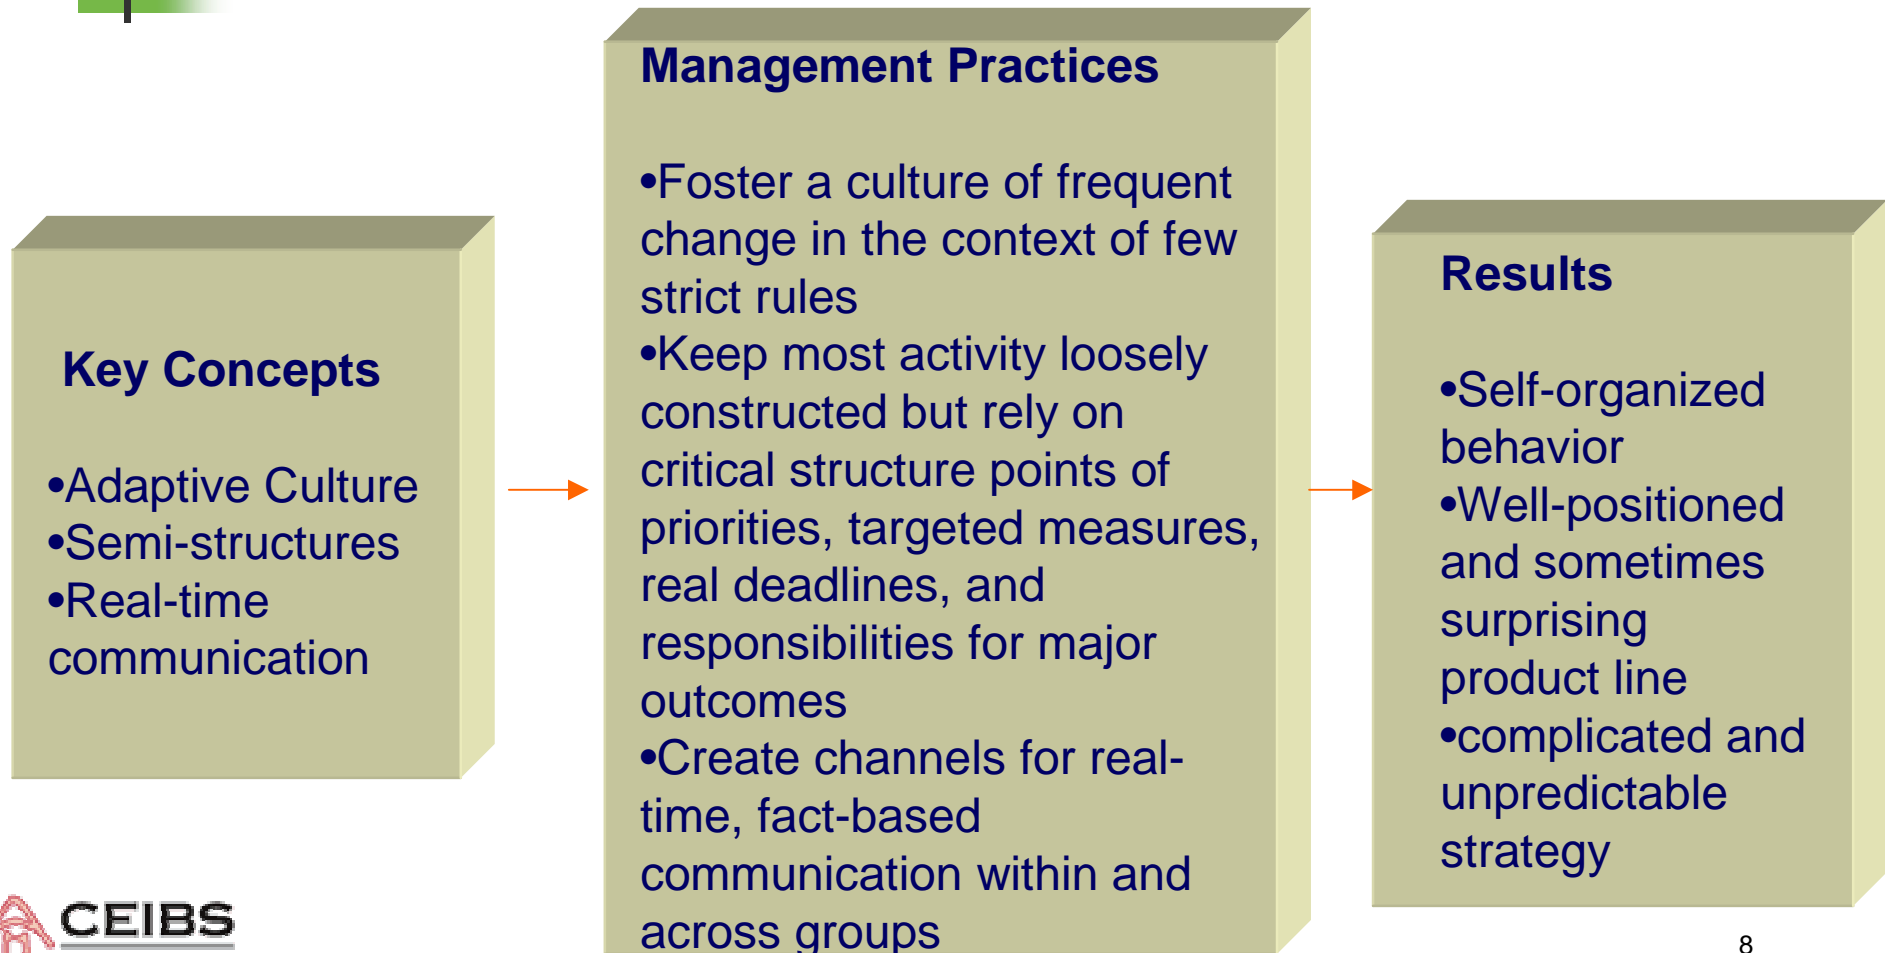 Key Concepts
•Adaptive Culture
•Semi-structures
•Real-time
communication
Management Practices
•Foster a culture of frequent
change in the context of few
strict rules
•Keep most activity loosely
constructed but rely on
critical structure points of
priorities, targeted measures,
real deadlines, and
responsibilities for major
outcomes
•Create channels for real-
time, fact-based
communication within and
across groups
Results
•Self-organized
behavior
•Well-positioned
and sometimes
surprising
product line
•complicated and
unpredictable
strategy
CEIBS
8